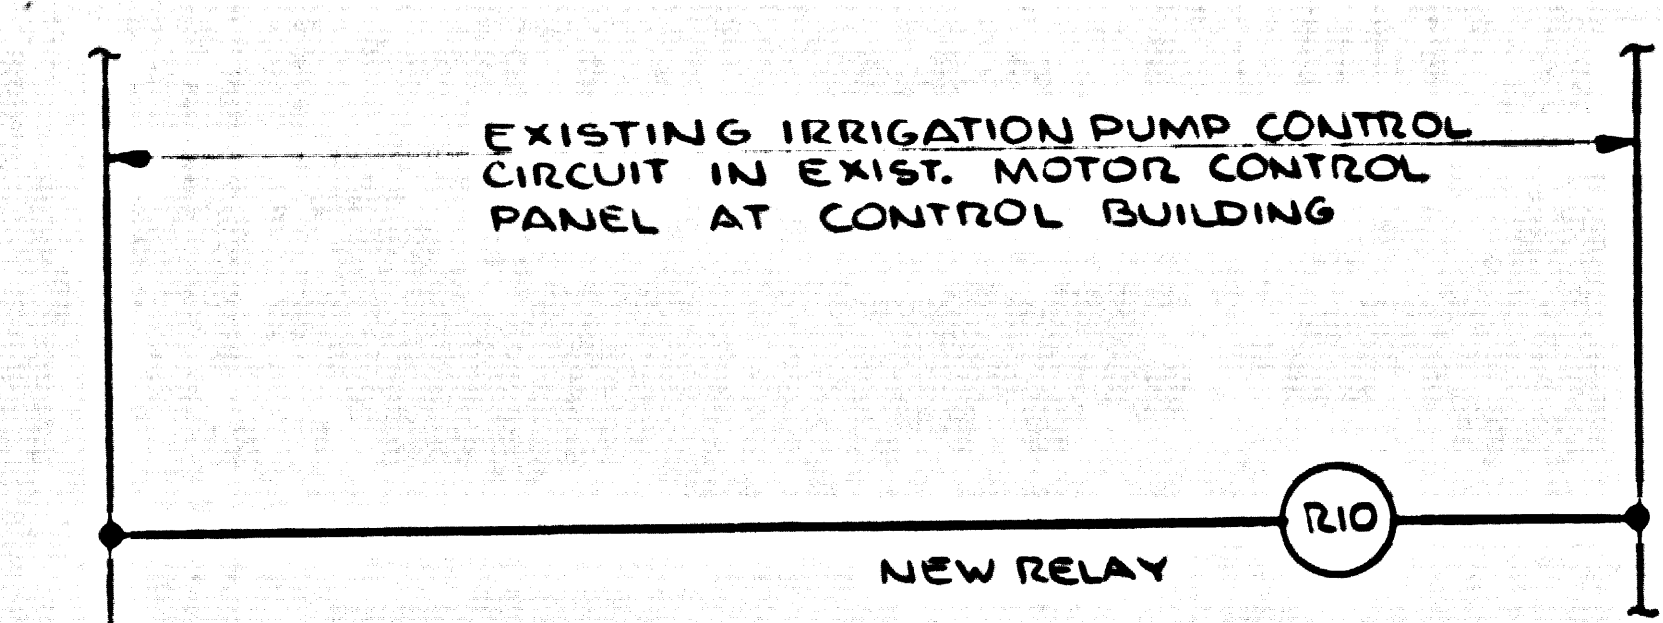 EXISTING IRRIGATION PUMP CONTROL
CIRCUIT IN EXIST. MOTOR CONTROL
PANEL AT CONTROL BUILDING
R10
NEW RELAY